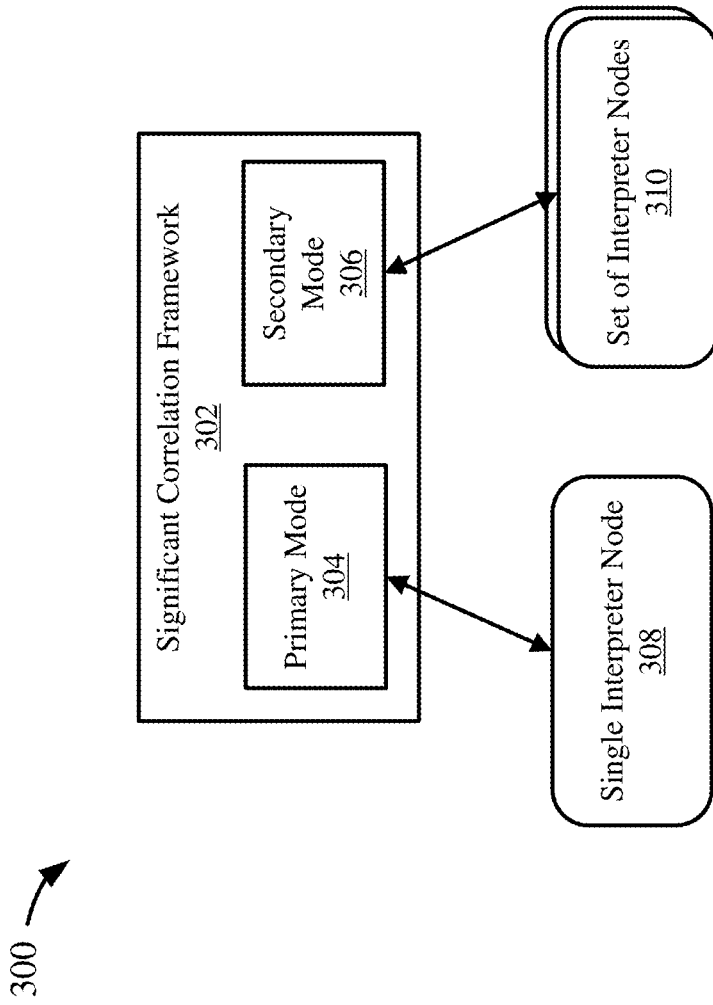 300
Significant Correlation Framework
302
Primary Mode
304
Secondary
Mode
306
Single Interpreter Node
308
Set of Interpreter Nodes
310